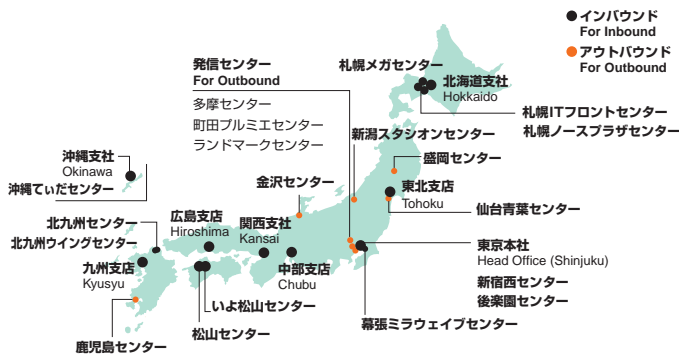 インバウンド
For Inbound
アウトバウンド
For Outbound
発信センター
For Outbound
多摩センター
町田プルミエセンター
ランドマークセンター
札幌メガセンター
北海道支社
Hokkaido
札幌ITフロントセンター
札幌ノースプラザセンター
新潟スタシオンセンター
盛岡センター
沖縄支社
Okinawa
沖縄てぃだセンター
金沢センター
東北支店
Tohoku
仙台青葉センター
北九州センター
北九州ウイングセンター
広島支店
Hiroshima
関西支社
Kansai
東京本社
Head Office (Shinjuku)
新宿西センター
後楽園センター
九州支店
Kyusyu
中部支店
Chubu
いよ松山センター
松山センター
幕張ミラウェイブセンター
鹿児島センター